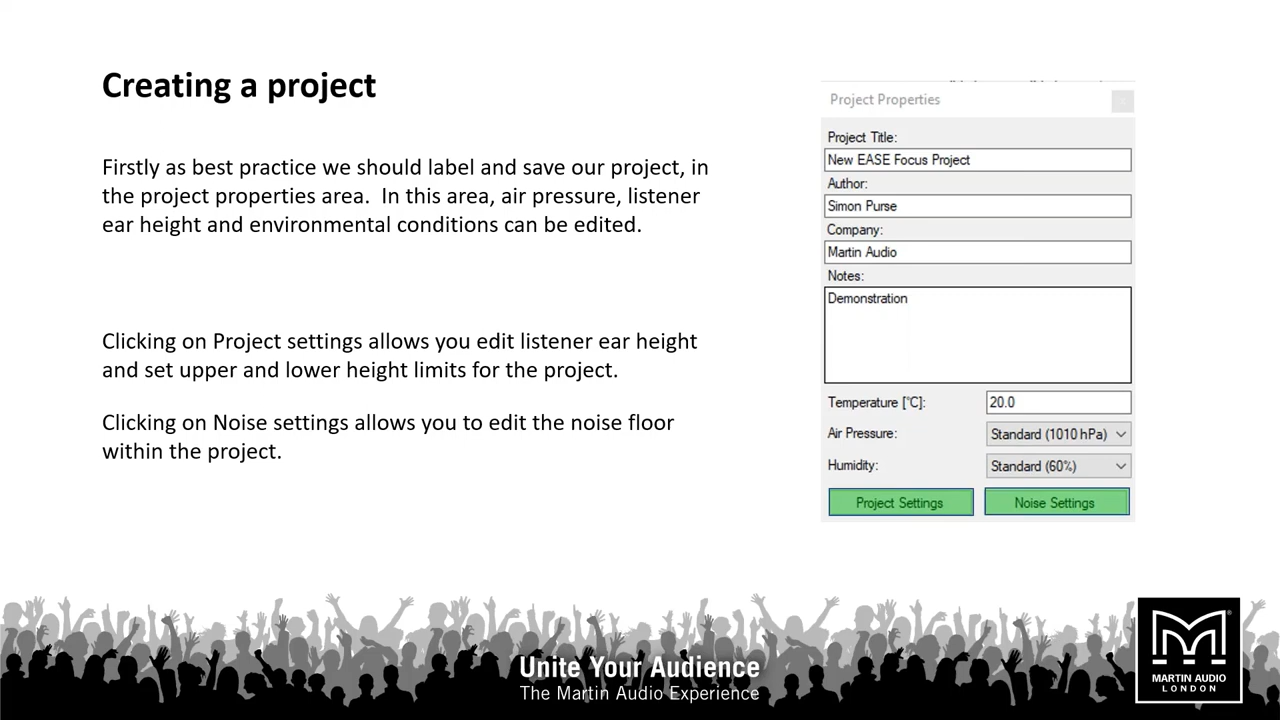 Creating a project
Firstly as best practice we should label and save our project, in
the project properties area.  In this area, air pressure, listener
ear height and environmental conditions can be edited.
Clicking on Project settings allows you edit listener ear height
and set upper and lower height limits for the project.
Clicking on Noise settings allows you to edit the noise floor
within the project.
Project Properties
Project Title:
New EASE Focus Project
Author:
Simon Purse
Company:
Martin Audio
Notes:
Demonstration
Temperature [°C]:
20.0
Air Pressure:
Standard (1010 hPa)
Humidity:
Standard (60%)
Project Settings
Noise Settings
Unite Your Audience
The Martin Audio Experience
MARTIN AUDIO
LONDON